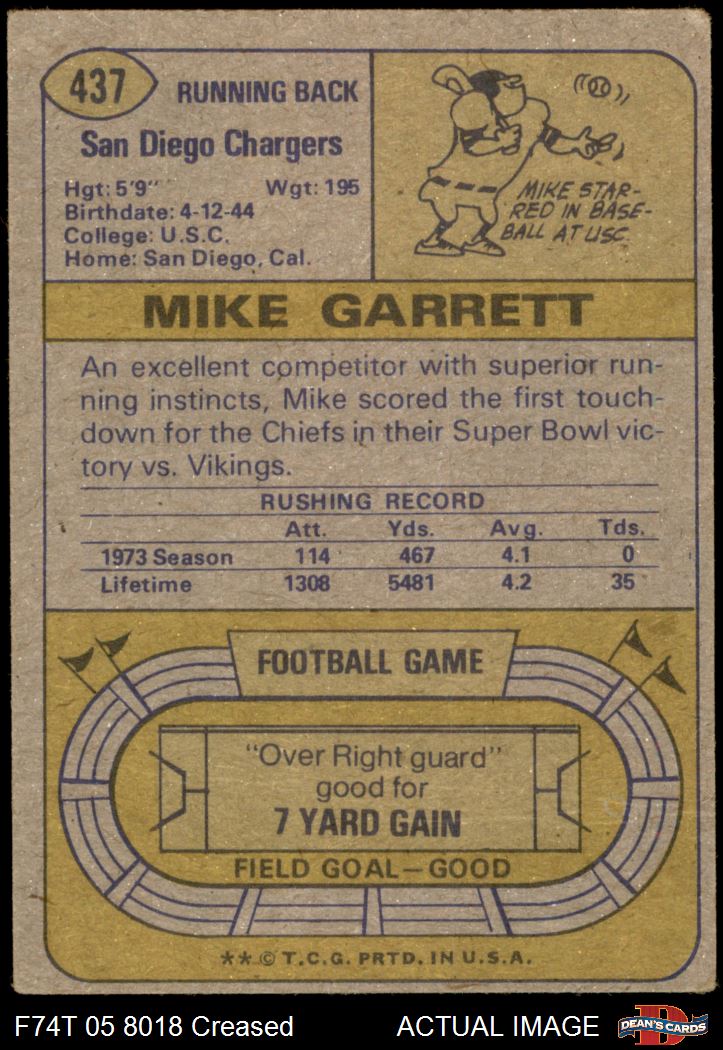 437
RUNNING BACK
San Diego Chargers
Hgt: 5'9" Wgt: 195
Birthdate: 4-12-44
College: U.S.C.
Home: San Diego, Cal.
MIKE STAR-
RED IN BASE-
BALL AT USC
MIKE GARRETT
An excellent competitor with superior run-
ning instincts, Mike scored the first touch-
down for the Chiefs in their Super Bowl vic-
tory vs. Vikings.
RUSHING RECORD
Att. Yds. Avg. Tds.
1973 Season 114 467 4.1 0
Lifetime 1308 5481 4.2 35
FOOTBALL GAME
"Over Right guard"
good for
7 YARD GAIN
FIELD GOAL—GOOD
**© T.C.G. PRTD. IN U.S.A.
F74T 05 8018 Creased ACTUAL IMAGE
D
DEAN'S CARDS